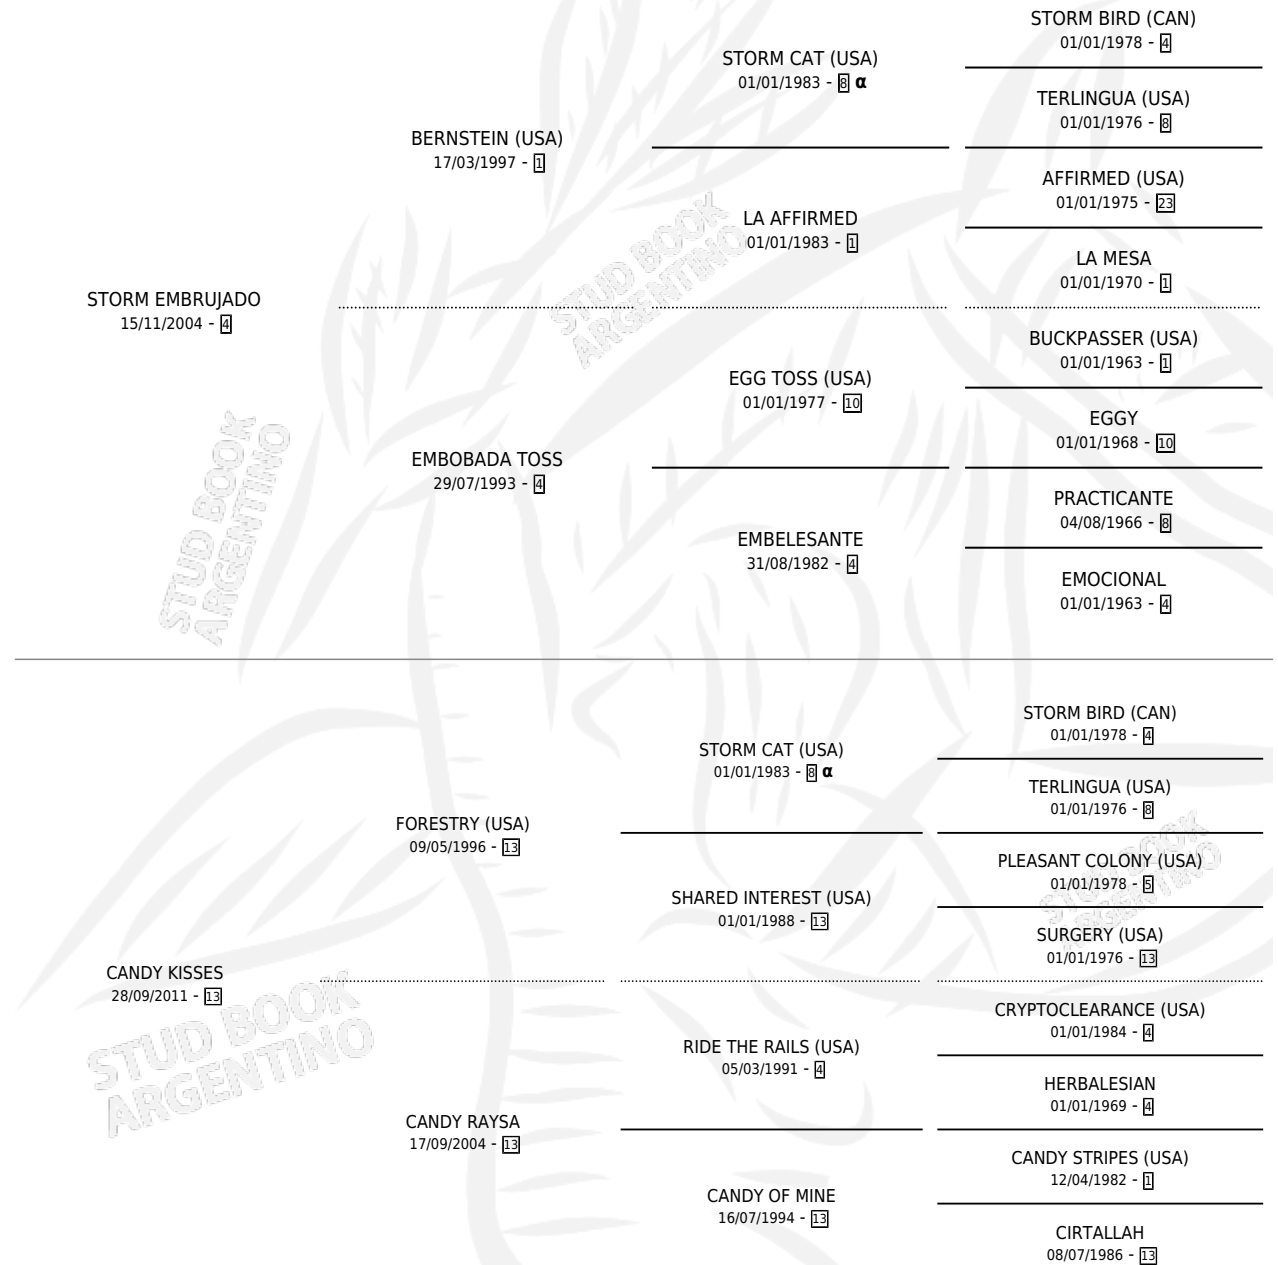 STORM BIRD (CAN)
01/01/1978 - 4
STORM CAT (USA)
01/01/1983 - 8 α
TERLINGUA (USA)
01/01/1976 - 8
BERNSTEIN (USA)
17/03/1997 - 1
AFFIRMED (USA)
01/01/1975 - 23
LA AFFIRMED
01/01/1983 - 1
LA MESA
01/01/1970 - 1
STORM EMBRUJADO
15/11/2004 - 4
BUCKPASSER (USA)
01/01/1963 - 1
EGG TOSS (USA)
01/01/1977 - 10
EGGY
01/01/1968 - 10
EMBOBADA TOSS
29/07/1993 - 4
PRACTICANTE
04/08/1966 - 8
EMBELESANTE
31/08/1982 - 4
EMOCIONAL
01/01/1963 - 4
STORM BIRD (CAN)
01/01/1978 - 4
STORM CAT (USA)
01/01/1983 - 8 α
TERLINGUA (USA)
01/01/1976 - 8
FORESTRY (USA)
09/05/1996 - 13
PLEASANT COLONY (USA)
01/01/1978 - 5
SHARED INTEREST (USA)
01/01/1988 - 13
SURGERY (USA)
01/01/1976 - 13
CANDY KISSES
28/09/2011 - 13
CRYPTOCLEARANCE (USA)
01/01/1984 - 4
RIDE THE RAILS (USA)
05/03/1991 - 4
HERBALESIAN
01/01/1969 - 4
CANDY RAYSA
17/09/2004 - 13
CANDY STRIPES (USA)
12/04/1982 - 1
CANDY OF MINE
16/07/1994 - 13
CIRTALLAH
08/07/1986 - 13
STUD BOOK
ARGENTINO
STUD BOOK
ARGENTINO
STUD BOOK
ARGENTINO
STUD BOOK
ARGENTINO